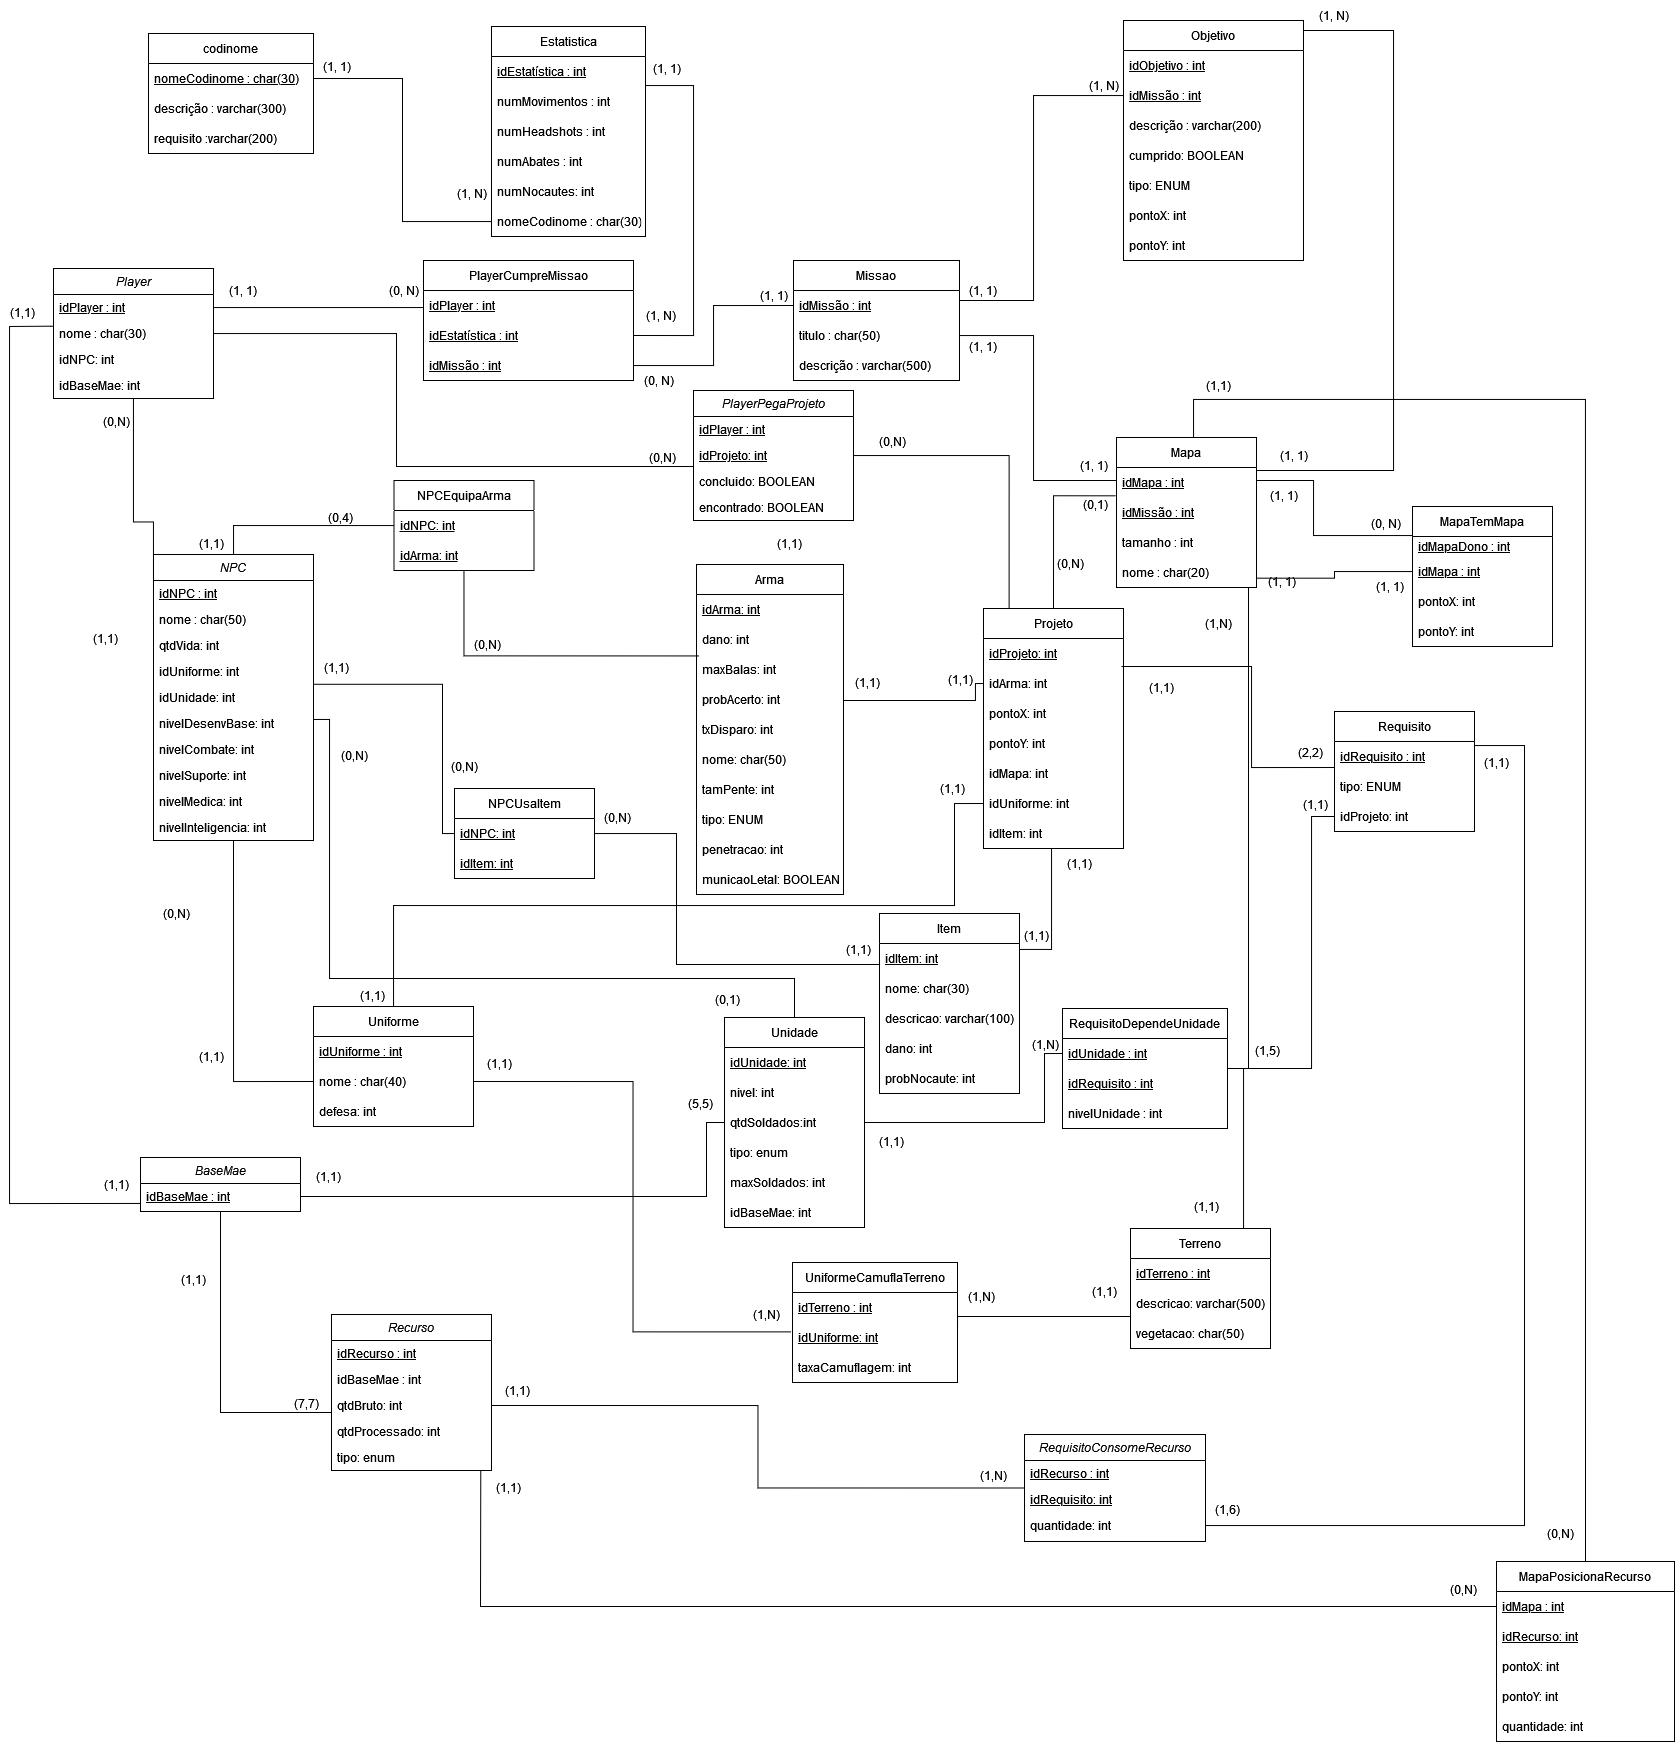 codinome
nomeCodinome : char(30)
descrição : varchar(300)
requisito :varchar(200)
(1, 1)
(1, N)
Estatistica
idEstatística : int
numMovimentos : int
numHeadshots : int
numAbates : int
numNocautes: int
nomeCodinome : char(30)
(1, 1)
(1, N)
Objetivo
idObjetivo : int
idMissão : int
descrição : varchar(200)
cumprido: BOOLEAN
tipo: ENUM
pontoX: int
pontoY: int
(1, N)
(1, N)
Player
idPlayer : int
nome : char(30)
idNPC: int
idBaseMae: int
(1,1)
(1, 1)
(0, N)
(0,N)
PlayerCumpreMissao
idPlayer : int
idEstatística : int
idMissão : int
(0, N)
(1, 1)
Missao
idMissão : int
titulo : char(50)
descrição : varchar(500)
(1, 1)
(1, 1)
PlayerPegaProjeto
idPlayer : int
idProjeto: int
concluido: BOOLEAN
encontrado: BOOLEAN
(0,N)
(0,N)
(1,1)
(1,1)
Mapa
idMapa : int
idMissão : int
tamanho : int
nome : char(20)
(1, 1)
(0,1)
(1, 1)
(1, 1)
(1, 1)
(0,N)
(1,N)
(0, N)
(1, 1)
MapaTemMapa
idMapaDono : int
idMapa : int
pontoX: int
pontoY: int
NPCEquipaArma
idNPC: int
idArma: int
(0,4)
(1,1)
(0,N)
NPC
idNPC : int
nome : char(50)
qtdVida: int
idUniforme: int
idUnidade: int
nivelDesenvBase: int
nivelCombate: int
nivelSuporte: int
nivelMedica: int
nivelInteligencia: int
(1,1)
(1,1)
(0,N)
(0,N)
(0,N)
Arma
idArma: int
dano: int
maxBalas: int
probAcerto: int
txDisparo: int
nome: char(50)
tamPente: int
tipo: ENUM
penetracao: int
municaoLetal: BOOLEAN
(1,1)
(1,1)
Projeto
idProjeto: int
idArma: int
pontoX: int
pontoY: int
idMapa: int
idUniforme: int
idItem: int
(1,1)
(1,1)
(1,1)
Requisito
idRequisito : int
tipo: ENUM
idProjeto: int
(2,2)
(1,1)
(1,1)
NPCUsaItem
idNPC: int
idItem: int
(0,N)
(1,1)
Item
idItem: int
nome: char(30)
descricao: varchar(100)
dano: int
probNocaute: int
(1,1)
Uniforme
idUniforme : int
nome : char(40)
defesa: int
(1,1)
(1,1)
(1,1)
Unidade
idUnidade: int
nivel: int
qtdSoldados:int
tipo: enum
maxSoldados: int
idBaseMae: int
(0,1)
(5,5)
(1,1)
RequisitoDependeUnidade
idUnidade : int
idRequisito : int
nivelUnidade : int
(1,N)
(1,5)
BaseMae
idBaseMae : int
(1,1)
(1,1)
(1,1)
Terreno
idTerreno : int
descricao: varchar(500)
vegetacao: char(50)
(1,1)
(1,1)
UniformeCamuflaTerreno
idTerreno : int
idUniforme: int
taxaCamuflagem: int
(1,N)
(1,N)
Recurso
idRecurso : int
idBaseMae : int
qtdBruto: int
qtdProcessado: int
tipo: enum
(7,7)
(1,1)
(1,1)
RequisitoConsomeRecurso
idRecurso : int
idRequisito: int
quantidade: int
(1,N)
(1,6)
MapaPosicionaRecurso
idMapa : int
idRecurso: int
pontoX: int
pontoY: int
quantidade: int
(0,N)
(0,N)